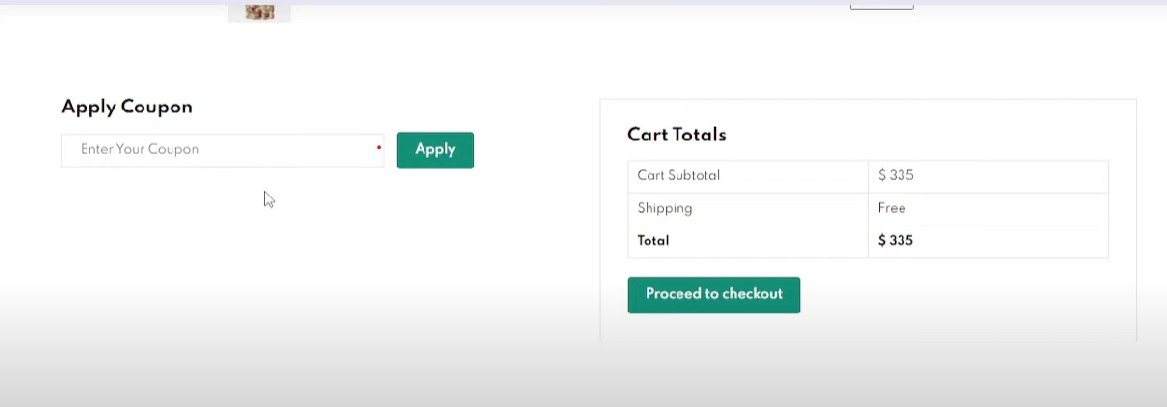 Apply Coupon
Enter Your Coupon
Apply
Cart Totals
Cart Subtotal $ 335
Shipping Free
Total $ 335
Proceed to checkout